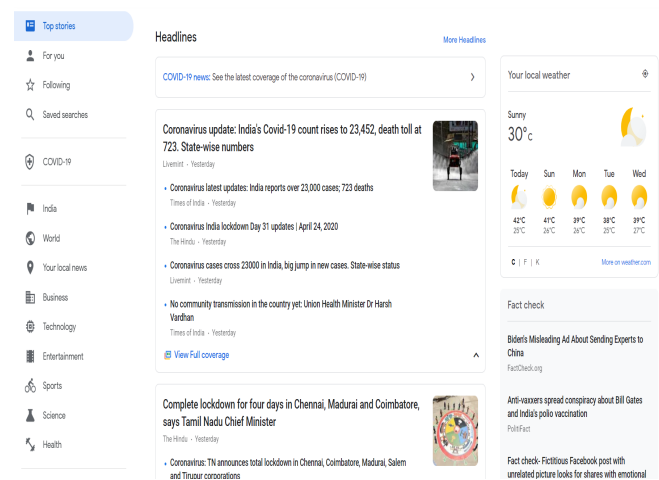 Top stories
For you
Following
Saved searches
COVID-19
India
World
Your local news
Business
Technology
Entertainment
Sports
Science
Health
Headlines
More Headlines
COVID-19 news: See the latest coverage of the coronavirus (COVID-19)
Coronavirus update: India's Covid-19 count rises to 23,452, death toll at
723. State-wise numbers
Livemint · Yesterday
• Coronavirus latest updates: India reports over 23,000 cases; 723 deaths
Times of India · Yesterday
• Coronavirus India lockdown Day 31 updates | April 24, 2020
The Hindu · Yesterday
• Coronavirus cases cross 23000 in India, big jump in new cases. State-wise status
Livemint · Yesterday
• No community transmission in the country yet: Union Health Minister Dr Harsh
Vardhan
Times of India · Yesterday
View Full coverage
Complete lockdown for four days in Chennai, Madurai and Coimbatore,
says Tamil Nadu Chief Minister
The Hindu · Yesterday
• Coronavirus: TN announces total lockdown in Chennai, Coimbatore, Madurai, Salem
and Tirupur corporations
Your local weather
Sunny
30°C
Today Sun Mon Tue Wed
42°C 41°C 39°C 38°C 39°C
25°C 26°C 26°C 25°C 27°C
C | F | K
More on weather.com
Fact check
Biden's Misleading Ad About Sending Experts to
China
FactCheck.org
Anti-vaxxers spread conspiracy about Bill Gates
and India's polio vaccination
PolitiFact
Fact check- Fictitious Facebook post with
unrelated picture looks for shares with emotional